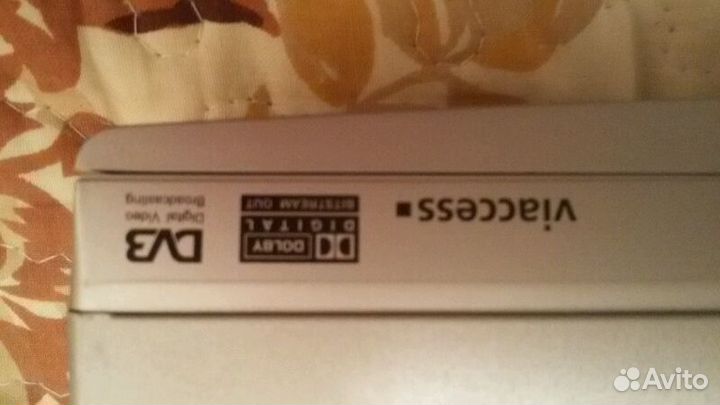 viaccess
DOLBY
DIGITAL
BITSTREAM OUT
DVB
Digital Video
Broadcasting
Avito